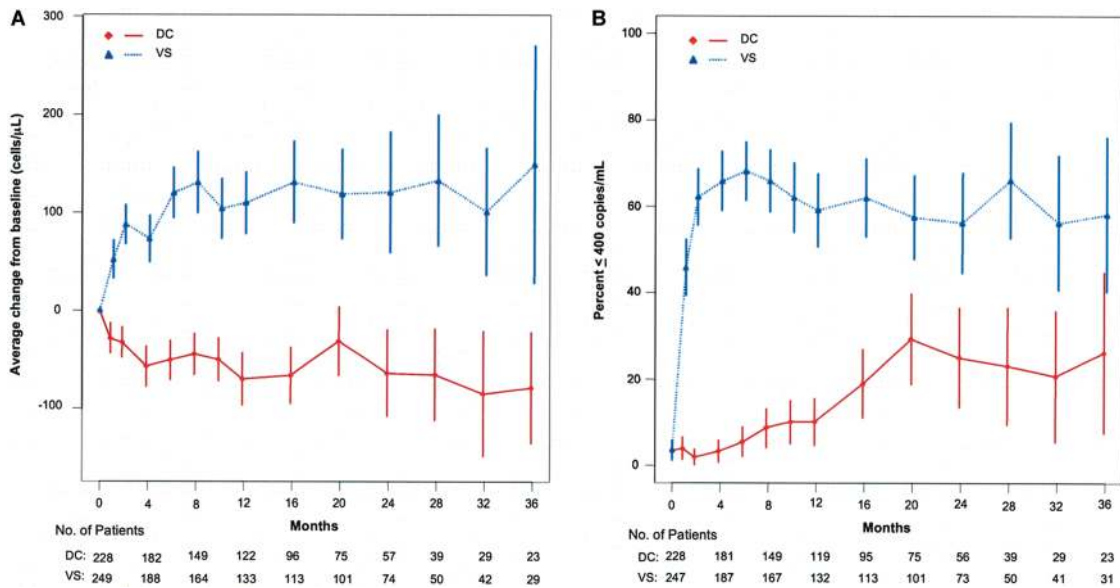 A
300
200
100
0
-100
Average change from baseline (cells/µL)
DC
VS
0 4 8 12 16 20 24 28 32 36
Months
No. of Patients
DC: 228 182 149 122 96 75 57 39 29 23
VS: 249 188 164 133 113 101 74 50 42 29
B
100
80
60
40
20
0
Percent ≤ 400 copies/mL
DC
VS
0 4 8 12 16 20 24 28 32 36
Months
No. of Patients
DC: 228 181 149 119 95 75 56 39 29 23
VS: 247 187 167 132 113 101 73 50 41 31